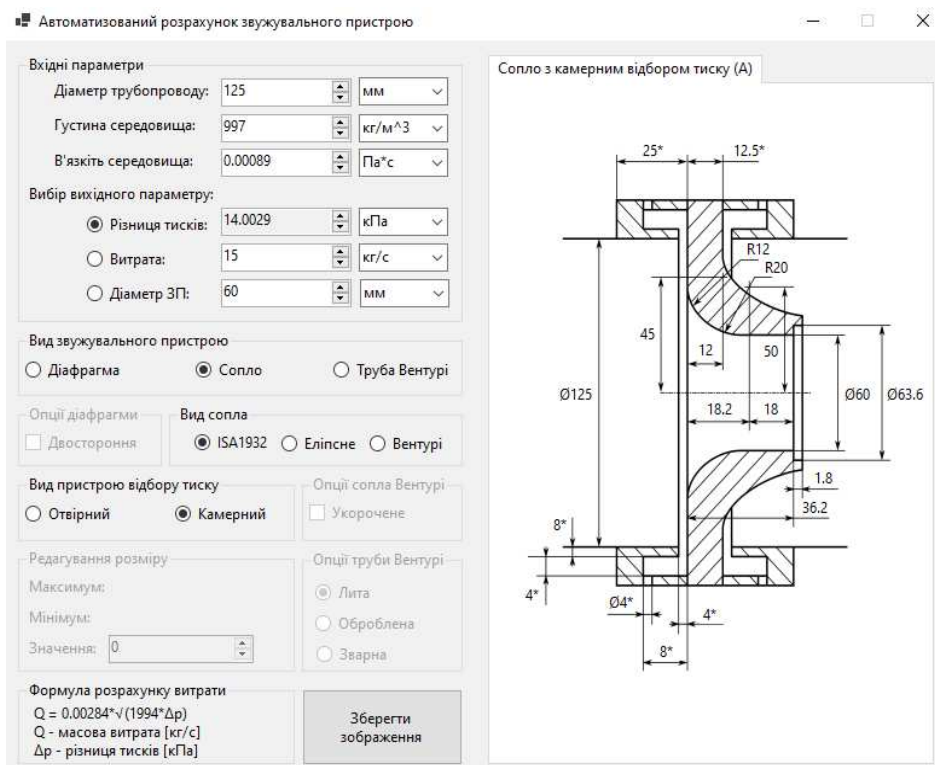 Автоматизований розрахунок звужувального пристрою
Вхідні параметри
Діаметр трубопроводу: 125 мм
Густина середовища: 997 кг/м^3
В'язкіть середовища: 0.00089 Па*с
Вибір вихідного параметру:
Різниця тисків: 14.0029 кПа
Витрата: 15 кг/с
Діаметр ЗП: 60 мм
Вид звужувального пристрою
Діафрагма Сопло Труба Вентурі
Опції діафрагми
Двостороння
Вид сопла
ISA1932 Еліпсне Вентурі
Вид пристрою відбору тиску
Отвірний Камерний
Опції сопла Вентурі
Укорочене
Редагування розміру
Максимум:
Мінімум:
Значення: 0
Опції труби Вентурі
Лита
Оброблена
Зварна
Формула розрахунку витрати
Q = 0.00284*√(1994*Δp)
Q - масова витрата [кг/с]
Δp - різниця тисків [кПа]
Зберегти
зображення
Сопло з камерним відбором тиску (А)
25* 12.5*
R12
R20
45
12 50
Ø125 18.2 18 Ø60 Ø63.6
1.8
36.2
8*
4*
Ø4*
4*
8*